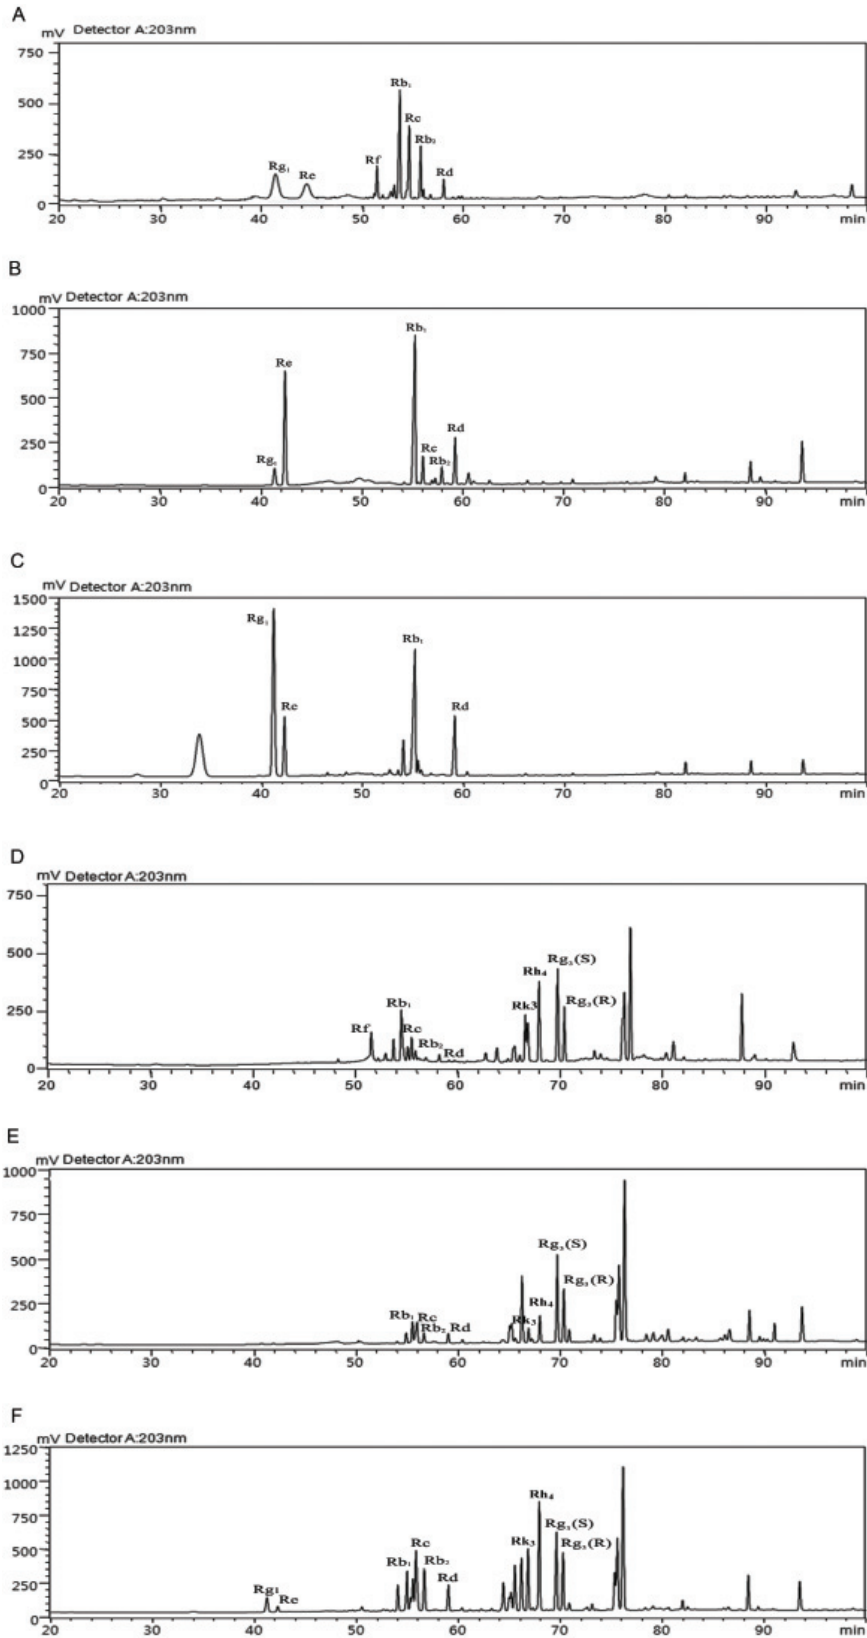 A
mV Detector A:203nm
750
500
250
0
Rg₁ Re Rf Rb₁ Rc Rb₂ Rd
20 30 40 50 60 70 80 90 min
B
mV Detector A:203nm
1000
750
500
250
0
Re Rb₁ Rc Rb₂ Rd
20 30 40 50 60 70 80 90 min
C
mV Detector A:203nm
1500
1250
1000
750
500
250
0
Rg₁ Re Rb₁ Rd
20 30 40 50 60 70 80 90 min
D
mV Detector A:203nm
750
500
250
0
Rf Rb₁ Rc Rb₂ Rd Rk3 Rh₄ Rg₃(S) Rg₃(R)
20 30 40 50 60 70 80 90 min
E
mV Detector A:203nm
1000
750
500
250
0
Rb₁ Rc Rb₂ Rd Rk₃ Rh₄ Rg₃(S) Rg₃(R)
20 30 40 50 60 70 80 90 min
F
mV Detector A:203nm
1250
1000
750
500
250
0
Rg1 Re Rb₁ Rc Rb₂ Rd Rk₃ Rh₄ Rg₃(S) Rg₃(R)
20 30 40 50 60 70 80 90 min